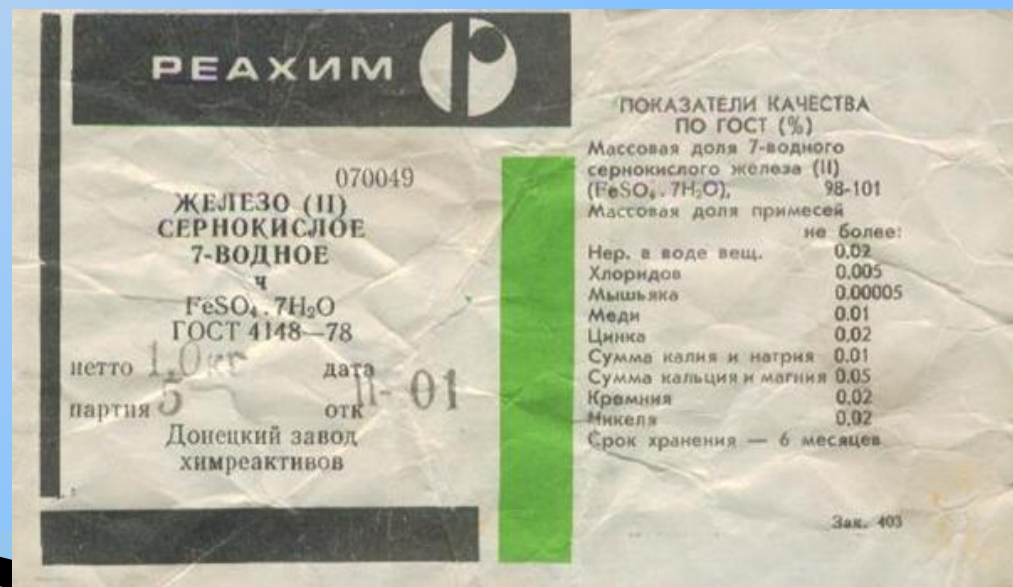 РЕАХИМ
070049
ЖЕЛЕЗО (II)
СЕРНОКИСЛОЕ
7-ВОДНОЕ
ч
FeSO₄ . 7H₂O
ГОСТ 4148—78
нетто 1,0 кг дата
партия 5 отк II- 01
Донецкий завод
химреактивов
ПОКАЗАТЕЛИ КАЧЕСТВА
ПО ГОСТ (%)
Массовая доля 7-водного
сернокислого железа (II)
(FeSO₄ . 7H₂O), 98-101
Массовая доля примесей
не более:
Нер. в воде вещ. 0.02
Хлоридов 0.005
Мышьяка 0.00005
Меди 0.01
Цинка 0.02
Сумма калия и натрия 0.01
Сумма кальция и магния 0.05
Кремния 0.02
Никеля 0.02
Срок хранения — 6 месяцев
Зак. 403